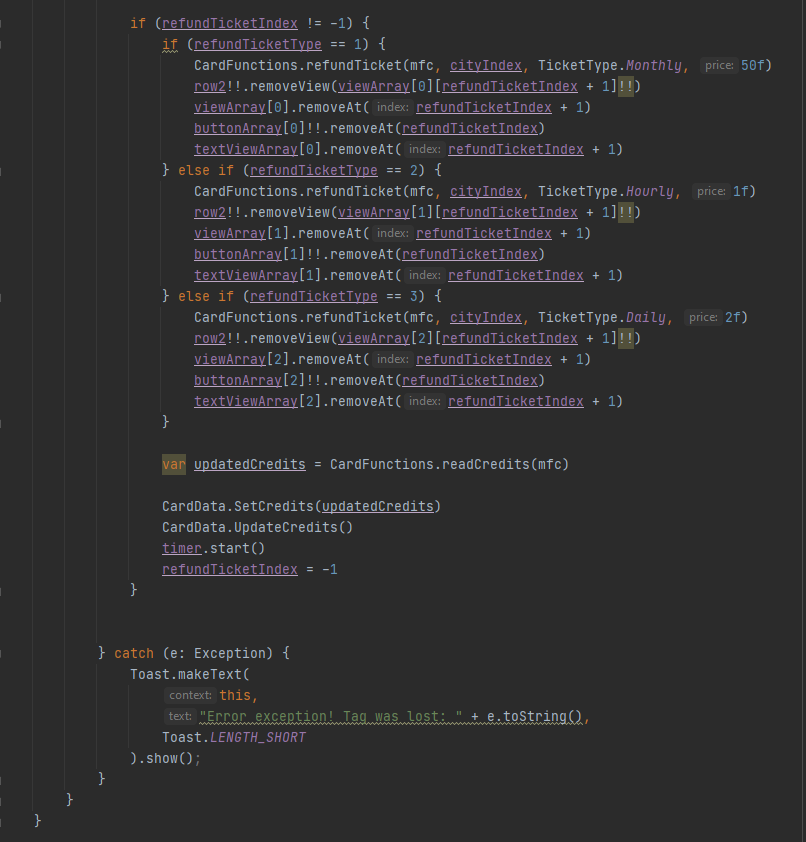 if (refundTicketIndex != -1) {
if (refundTicketType == 1) {
CardFunctions.refundTicket(mfc, cityIndex, TicketType.Monthly, price: 50f)
row2!!.removeView(viewArray[0][refundTicketIndex + 1]!!)
viewArray[0].removeAt( index: refundTicketIndex + 1)
buttonArray[0]!!.removeAt(refundTicketIndex)
textViewArray[0].removeAt( index: refundTicketIndex + 1)
} else if (refundTicketType == 2) {
CardFunctions.refundTicket(mfc, cityIndex, TicketType.Hourly, price: 1f)
row2!!.removeView(viewArray[1][refundTicketIndex + 1]!!)
viewArray[1].removeAt( index: refundTicketIndex + 1)
buttonArray[1]!!.removeAt(refundTicketIndex)
textViewArray[1].removeAt( index: refundTicketIndex + 1)
} else if (refundTicketType == 3) {
CardFunctions.refundTicket(mfc, cityIndex, TicketType.Daily, price: 2f)
row2!!.removeView(viewArray[2][refundTicketIndex + 1]!!)
viewArray[2].removeAt( index: refundTicketIndex + 1)
buttonArray[2]!!.removeAt(refundTicketIndex)
textViewArray[2].removeAt( index: refundTicketIndex + 1)
}
var updatedCredits = CardFunctions.readCredits(mfc)
CardData.SetCredits(updatedCredits)
CardData.UpdateCredits()
timer.start()
refundTicketIndex = -1
}
} catch (e: Exception) {
Toast.makeText(
context: this,
text: "Error exception! Tag was lost: " + e.toString(),
Toast.LENGTH_SHORT
).show();
}
}
}